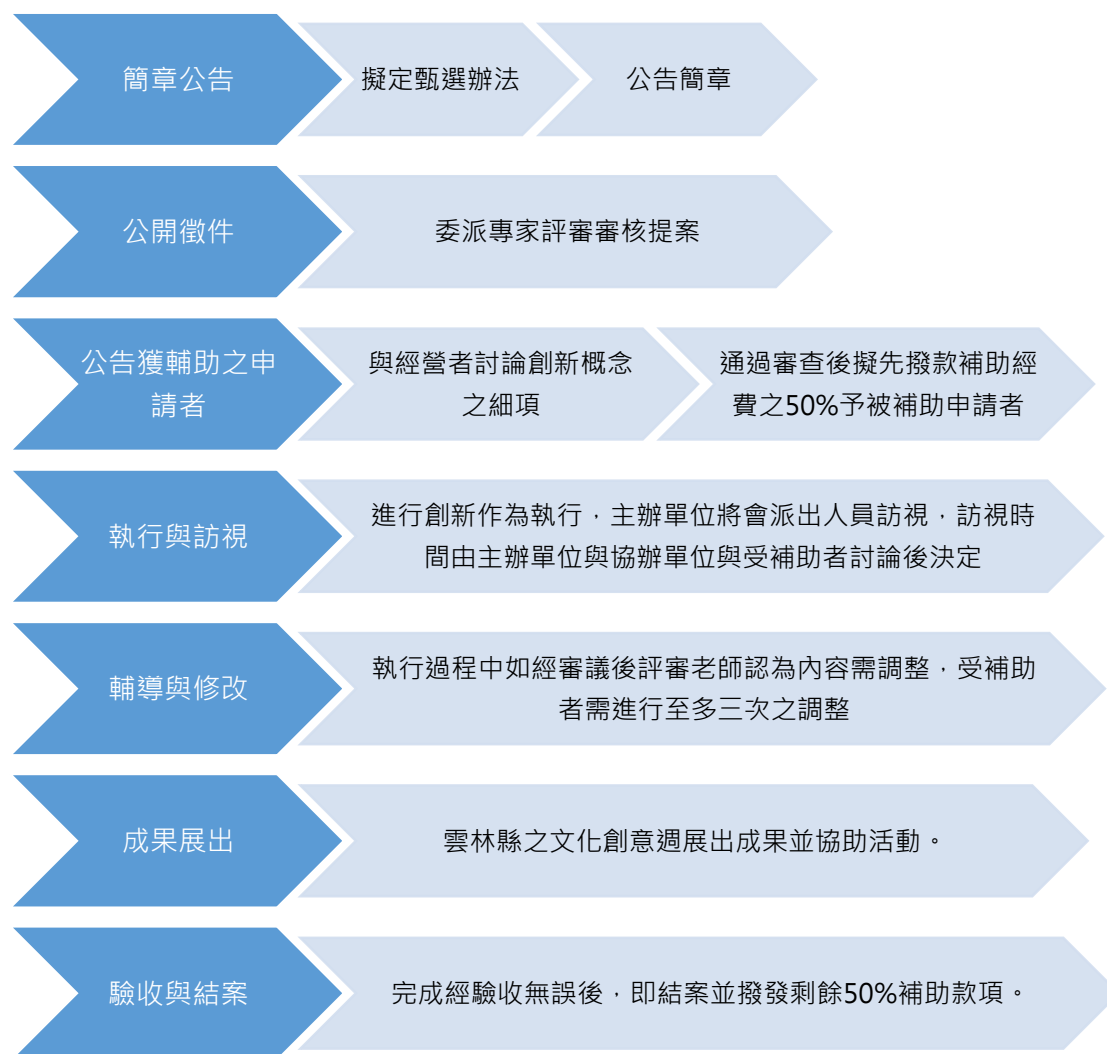 簡章公告
擬定甄選辦法
公告簡章
公開徵件
委派專家評審審核提案
公告獲輔助之申
請者
與經營者討論創新概念
之細項
通過審查後擬先撥款補助經
費之50%予被補助申請者
執行與訪視
進行創新作為執行，主辦單位將會派出人員訪視，訪視時
間由主辦單位與協辦單位與受補助者討論後決定
輔導與修改
執行過程中如經審議後評審老師認為內容需調整，受補助
者需進行至多三次之調整
成果展出
雲林縣之文化創意週展出成果並協助活動。
驗收與結案
完成經驗收無誤後，即結案並撥發剩餘50%補助款項。